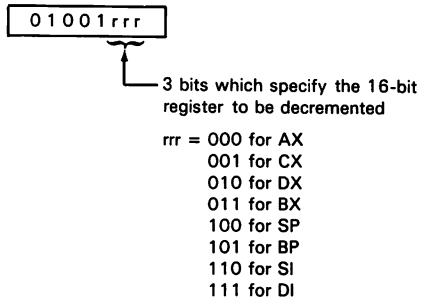 01001rrr
3 bits which specify the 16-bit
register to be decremented
rrr = 000 for AX
001 for CX
010 for DX
011 for BX
100 for SP
101 for BP
110 for SI
111 for DI